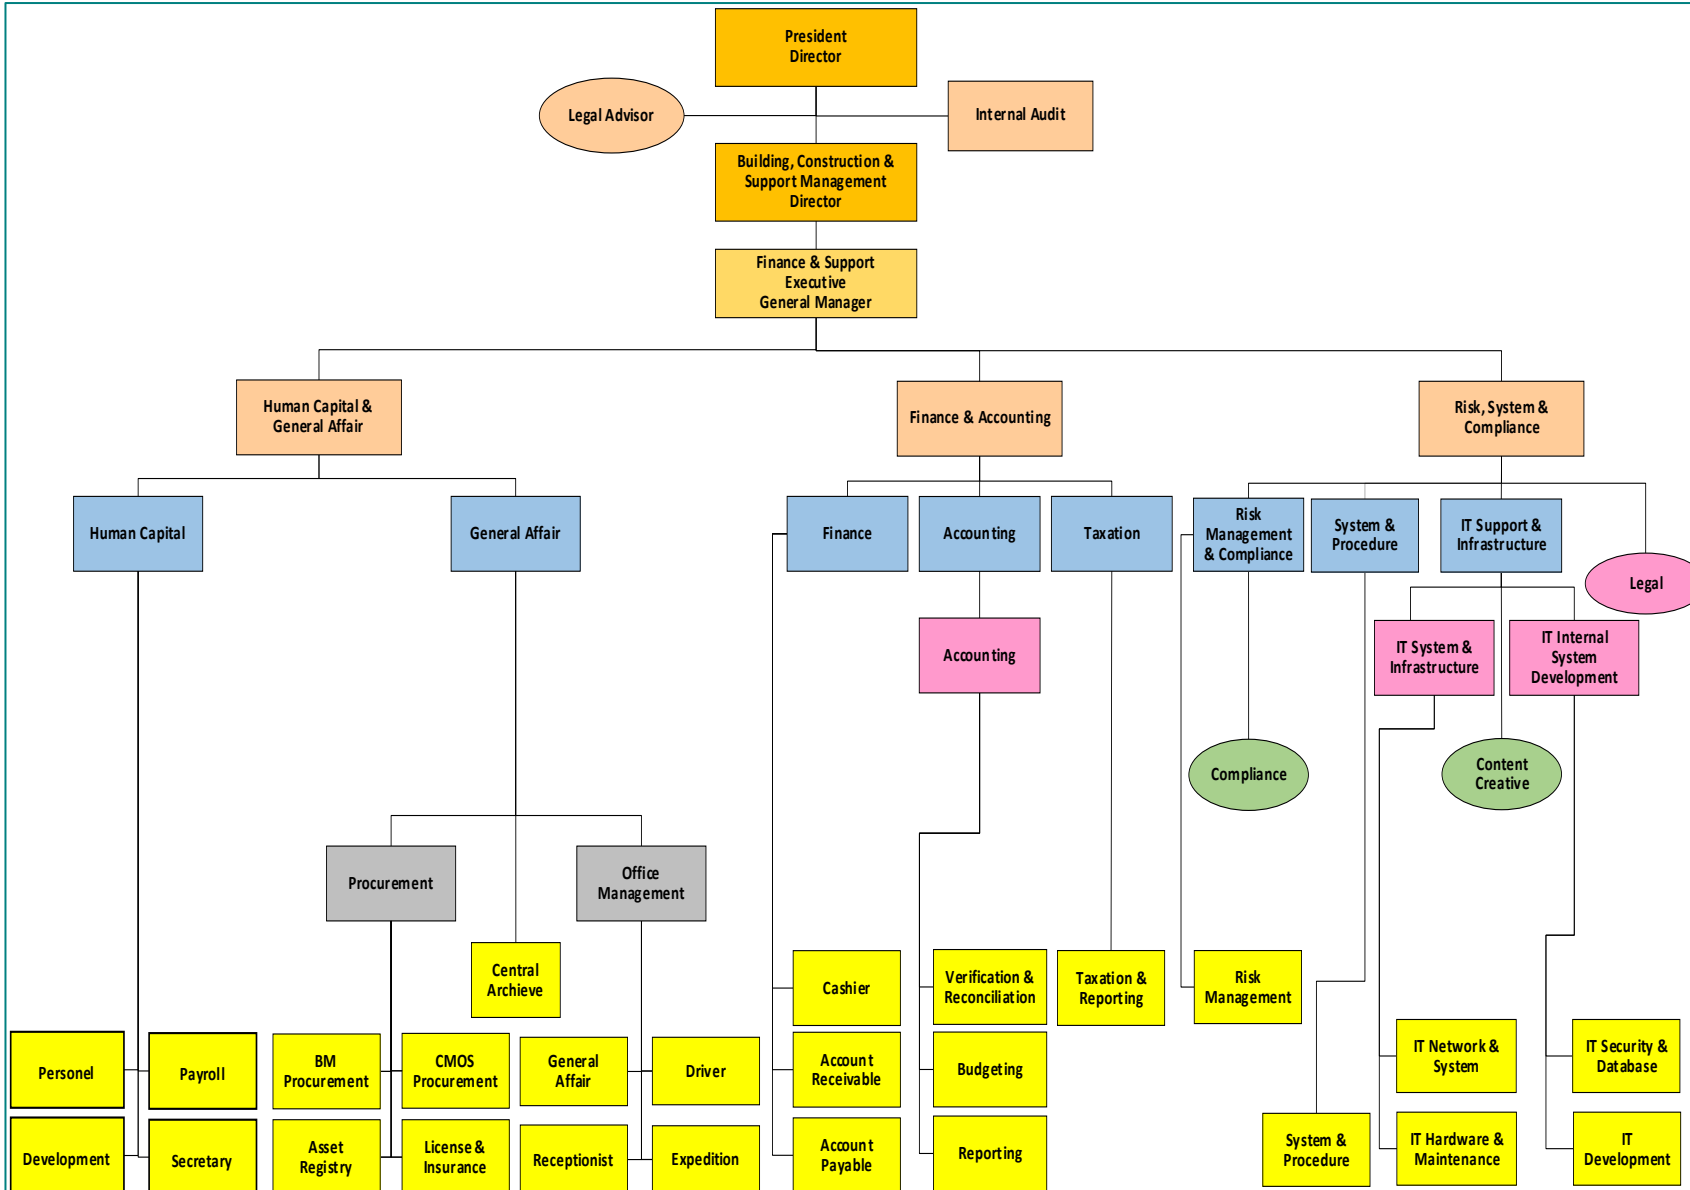 President
Director
Legal Advisor
Internal Audit
Building, Construction &
Support Management
Director
Finance & Support
Executive
General Manager
Human Capital &
General Affair
Finance & Accounting
Risk, System &
Compliance
Human Capital
General Affair
Finance
Accounting
Taxation
Risk
Management
& Compliance
System &
Procedure
IT Support &
Infrastructure
Legal
Accounting
IT System &
Infrastructure
IT Internal
System
Development
Compliance
Content
Creative
Procurement
Office
Management
Central
Archieve
Cashier
Verification &
Reconciliation
Taxation &
Reporting
Risk
Management
Personel
Payroll
BM
Procurement
CMOS
Procurement
General
Affair
Driver
Account
Receivable
Budgeting
IT Network &
System
IT Security &
Database
Development
Secretary
Asset
Registry
License &
Insurance
Receptionist
Expedition
Account
Payable
Reporting
System &
Procedure
IT Hardware &
Maintenance
IT
Development